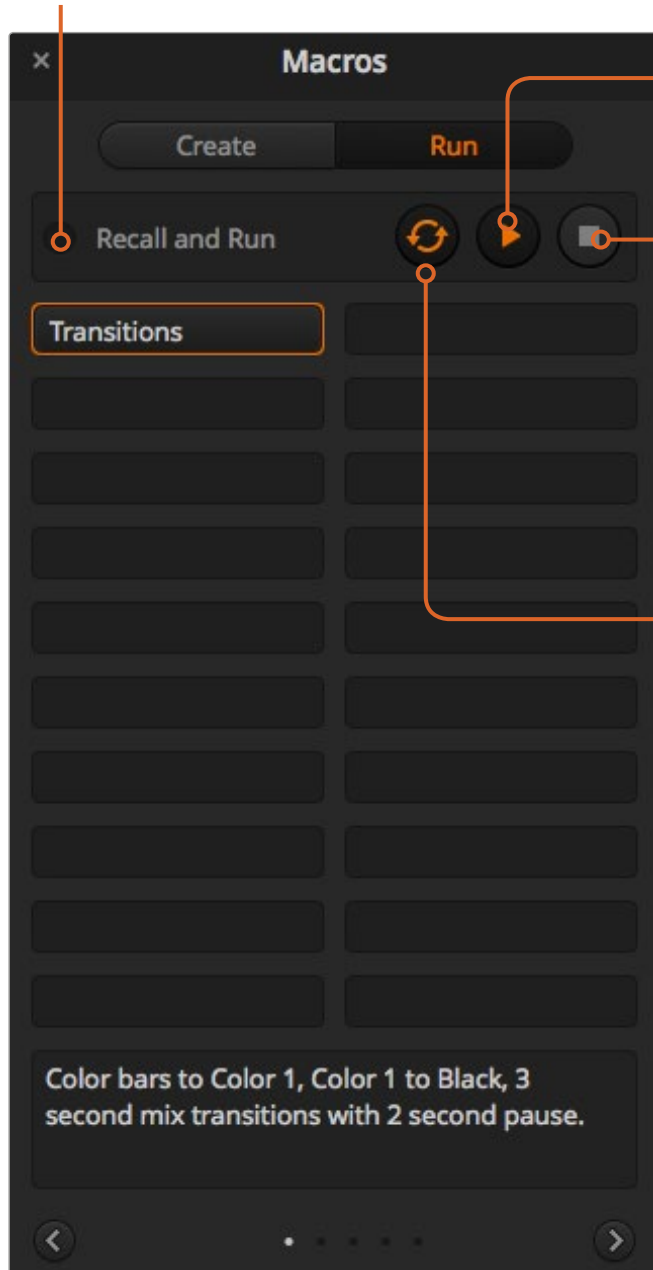 Macros
Create Run
Recall and Run
Transitions
Color bars to Color 1, Color 1 to Black, 3
second mix transitions with 2 second pause.